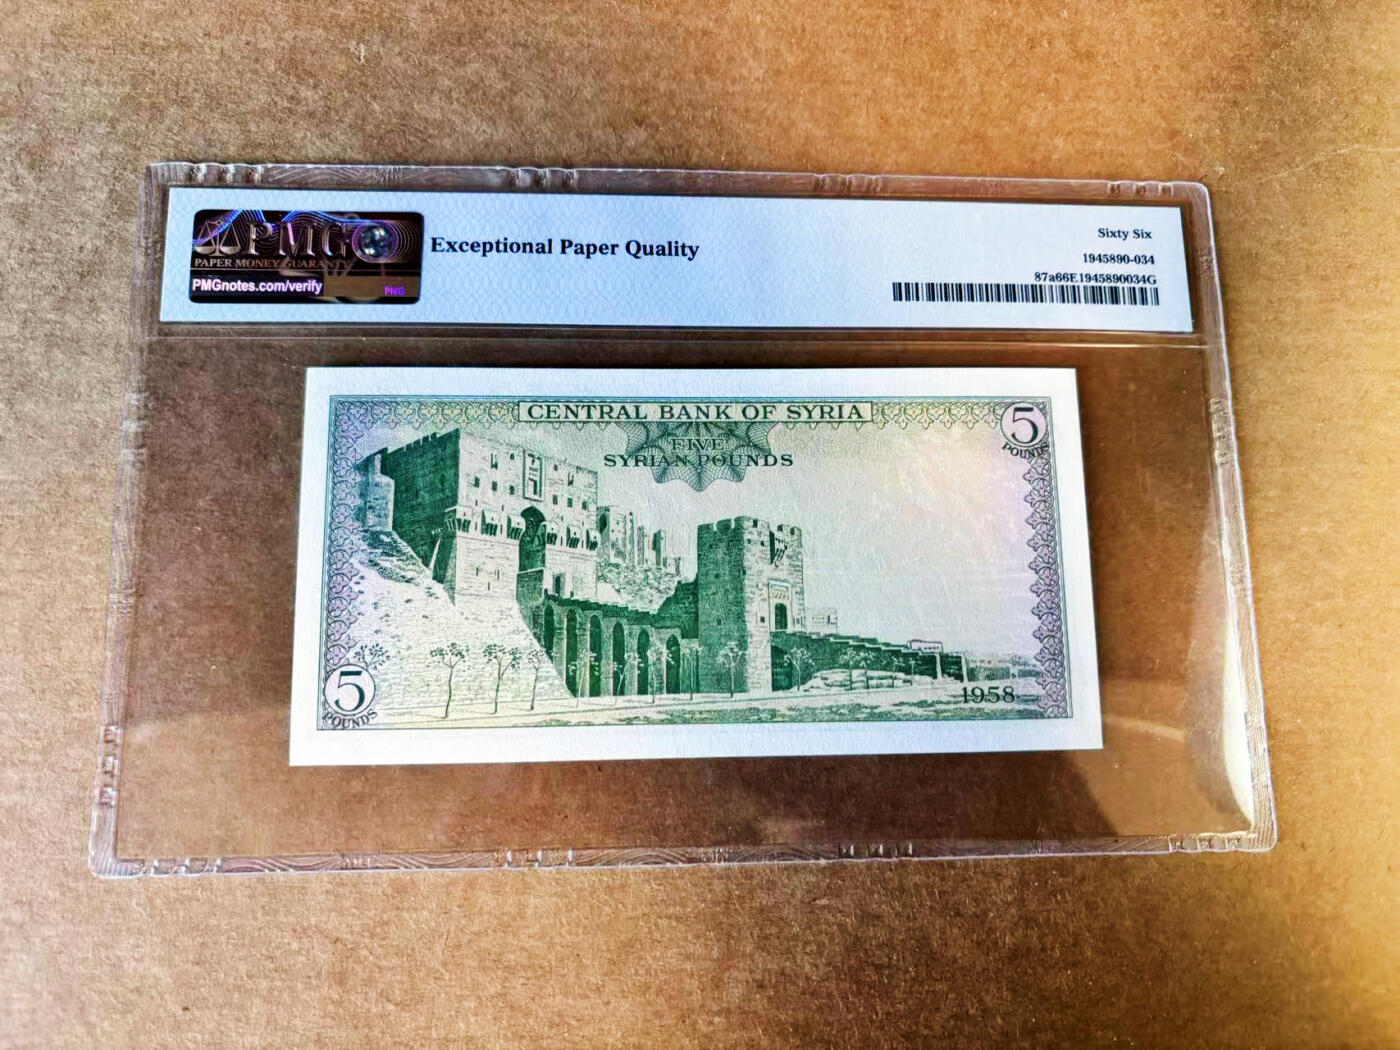 PMG
PAPER MONEY GUARANTY
PMGnotes.com/verify
PNG
Exceptional Paper Quality
Sixty Six
1945890-034
87a66E1945890034G
CENTRAL BANK OF SYRIA
FIVE
SYRIAN POUNDS
5
POUNDS
5
POUNDS
1958